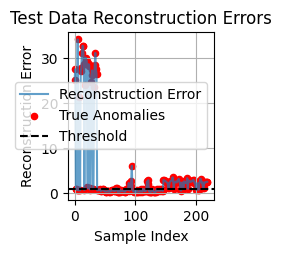 Test Data Reconstruction Errors
Reconstruction Error
30
20
10
0
Reconstruction Error
True Anomalies
Threshold
0
100
200
Sample Index